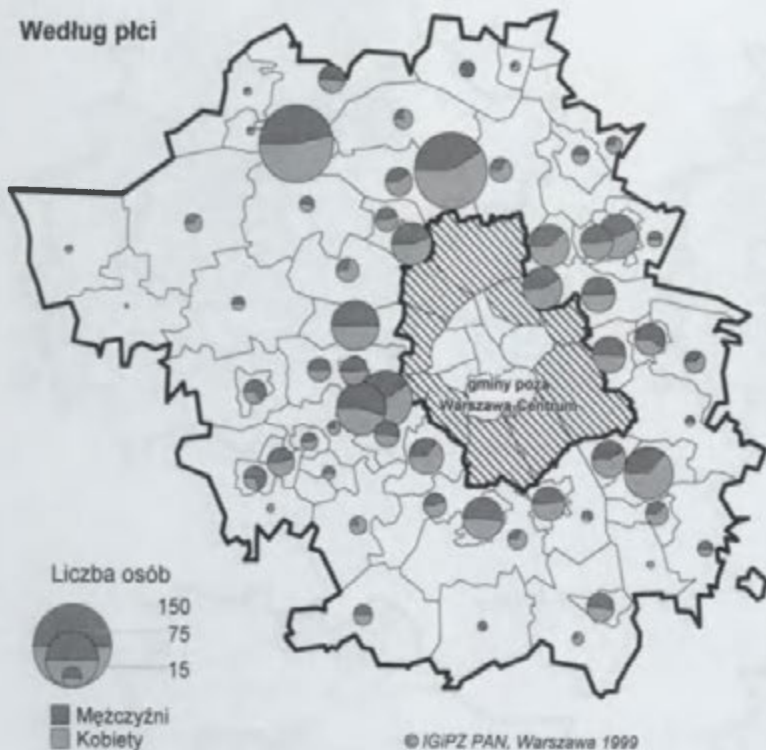 Według płci
gminy poza
Warszawa-Centrum
Liczba osób
150
75
15
Mężczyźni
Kobiety
© IGiPZ PAN, Warszawa 1999